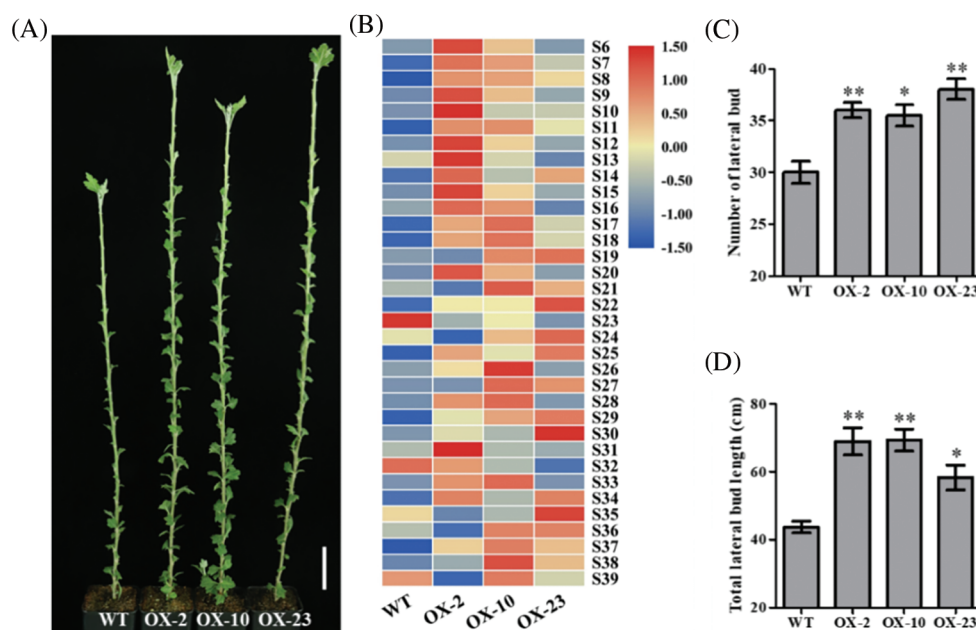 (A)
WT OX-2 OX-10 OX-23
(B)
S6
S7
S8
S9
S10
S11
S12
S13
S14
S15
S16
S17
S18
S19
S20
S21
S22
S23
S24
S25
S26
S27
S28
S29
S30
S31
S32
S33
S34
S35
S36
S37
S38
S39
WT OX-2 OX-10 OX-23
1.50
1.00
0.50
0.00
-0.50
-1.00
-1.50
(C)
Number of lateral bud
40
35
30
25
20
** * **
WT OX-2 OX-10 OX-23
(D)
Total lateral bud length (cm)
80
60
40
20
** ** *
WT OX-2 OX-10 OX-23